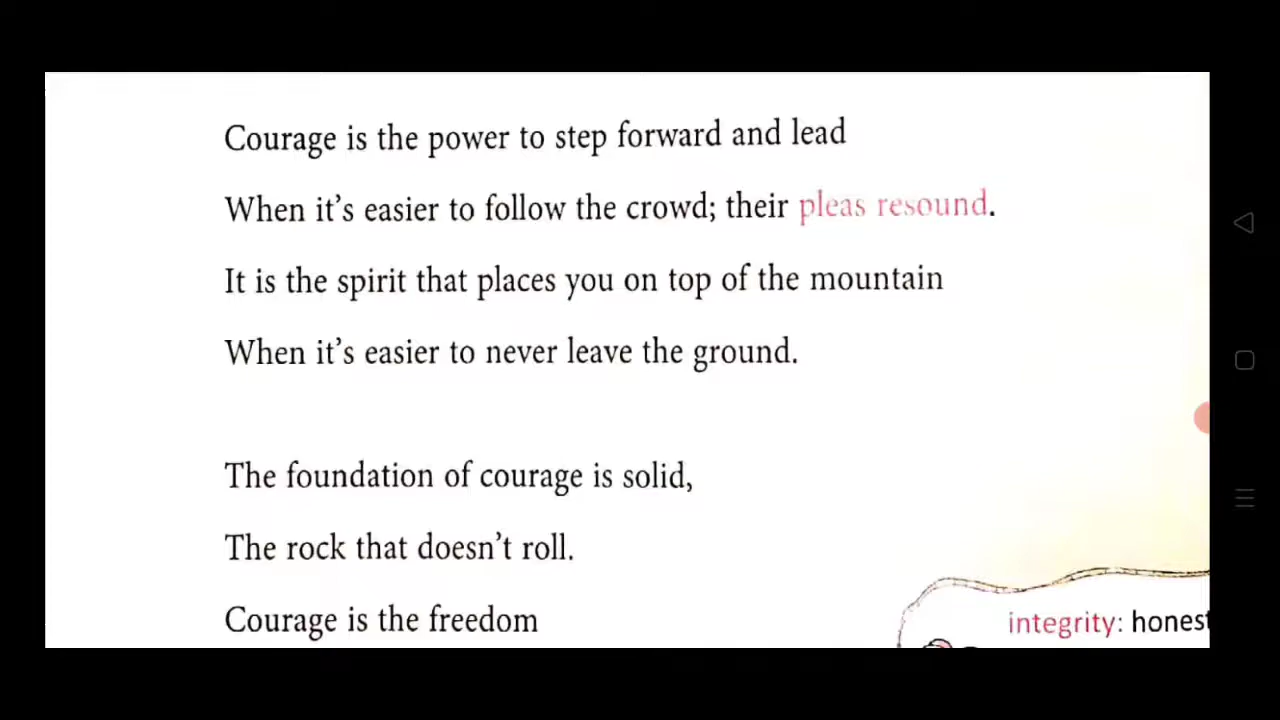 Courage is the power to step forward and lead
When it's easier to follow the crowd; their pleas resound.
It is the spirit that places you on top of the mountain
When it's easier to never leave the ground.
The foundation of courage is solid,
The rock that doesn't roll.
Courage is the freedom
integrity: honest